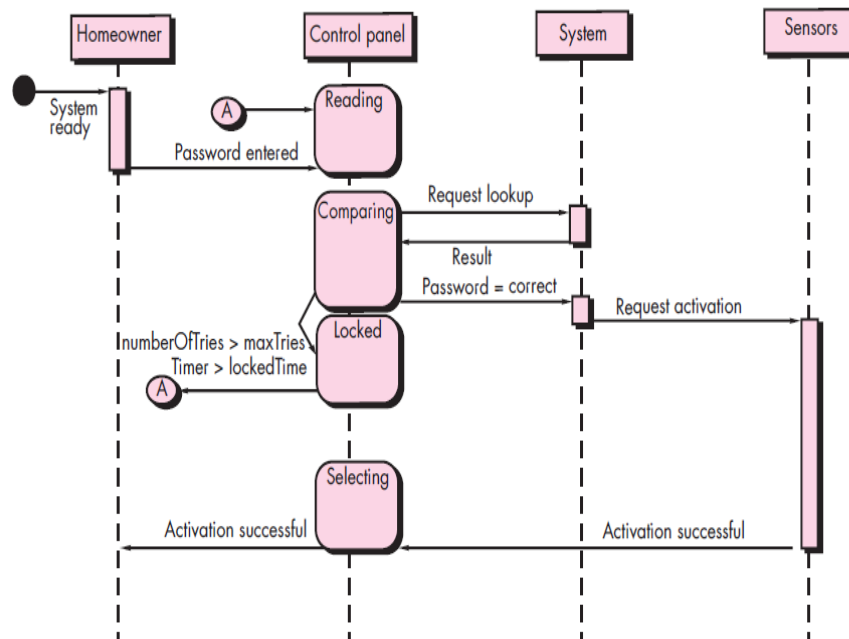 Homeowner
Control panel
System
Sensors
System
ready
A
Reading
Password entered
Comparing
Request lookup
Result
Password = correct
Request activation
Locked
numberOfTries > maxTries
Timer > lockedTime
A
Selecting
Activation successful
Activation successful